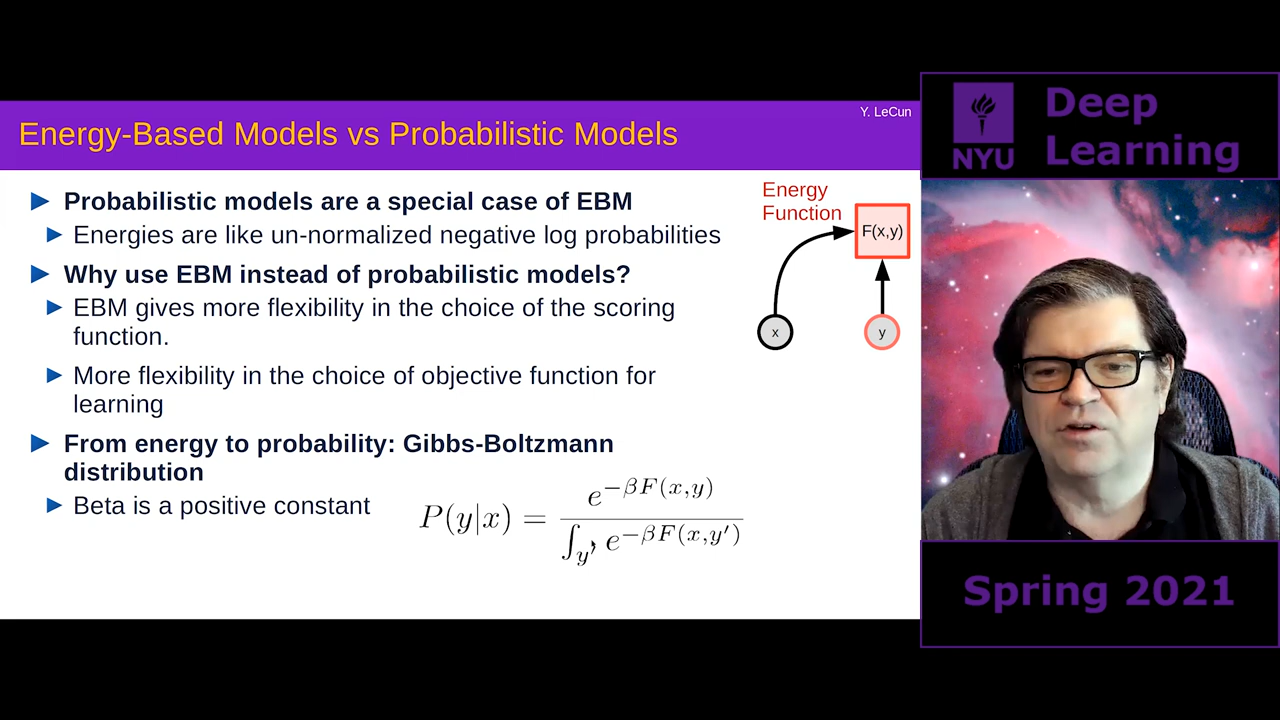 Y. LeCun
Energy-Based Models vs Probabilistic Models
Probabilistic models are a special case of EBM
Energies are like un-normalized negative log probabilities
Why use EBM instead of probabilistic models?
EBM gives more flexibility in the choice of the scoring
function.
More flexibility in the choice of objective function for
learning
From energy to probability: Gibbs-Boltzmann
distribution
Beta is a positive constant
P(y|x) = e^{-βF(x,y)} / ∫_{y'} e^{-βF(x,y')}
Energy
Function
F(x,y)
x
y
NYU
Deep
Learning
Spring 2021